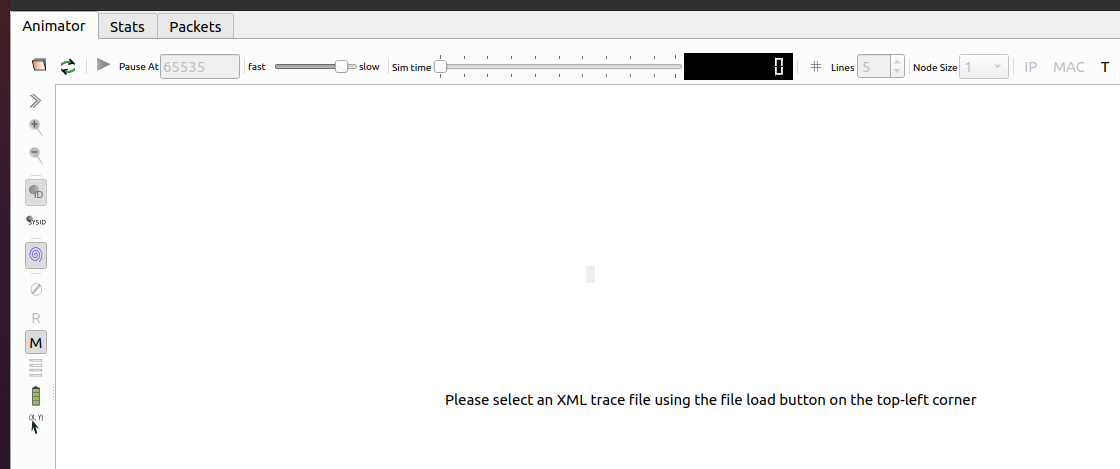 Animator Stats Packets
Pause At 65535 fast slow Sim time 0 Lines 5 Node Size 1 IP MAC T
ID
SYSID
R
M
(X, Y)
Please select an XML trace file using the file load button on the top-left corner